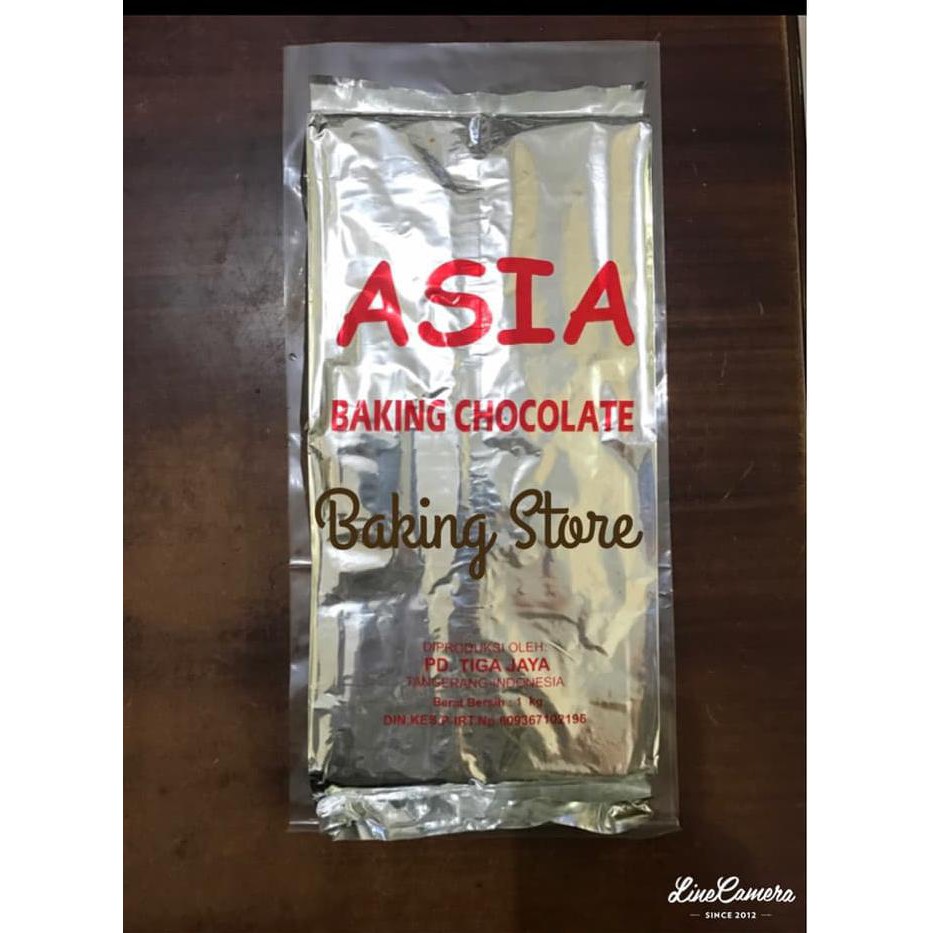 ASIA
BAKING CHOCOLATE
Baking Store
DIPRODUKSI OLEH:
PD. TIGA JAYA
TANGERANG-INDONESIA
Berat Bersih : 1 kg
DIN.KES.P-IRT.No.609367102196
LineCamera
SINCE 2012